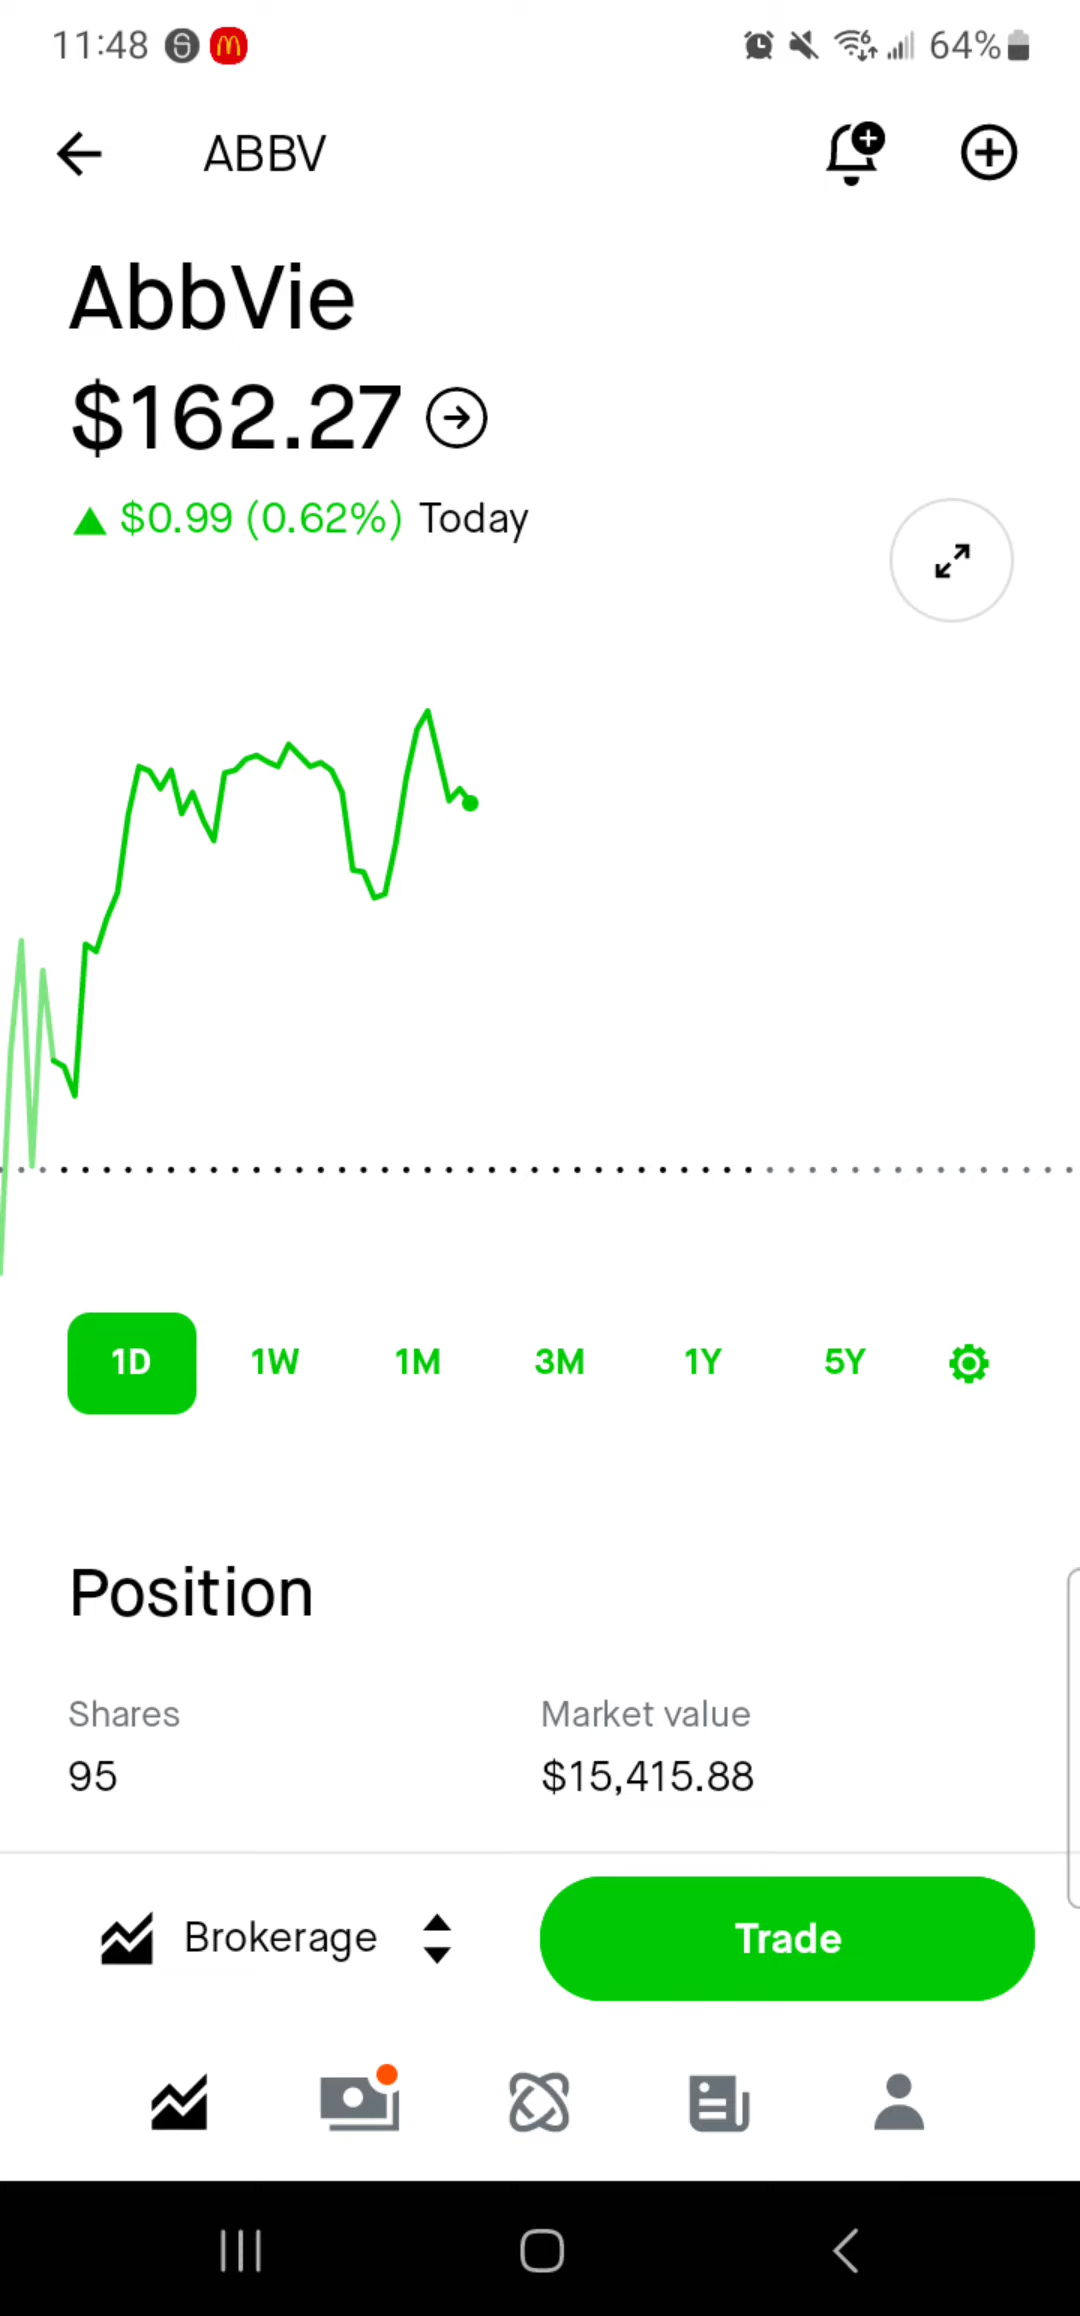 11:48 64%
ABBV
AbbVie
$162.27
$0.99 (0.62%) Today
1D 1W 1M 3M 1Y 5Y
Position
Shares Market value
95 $15,415.88
Brokerage Trade